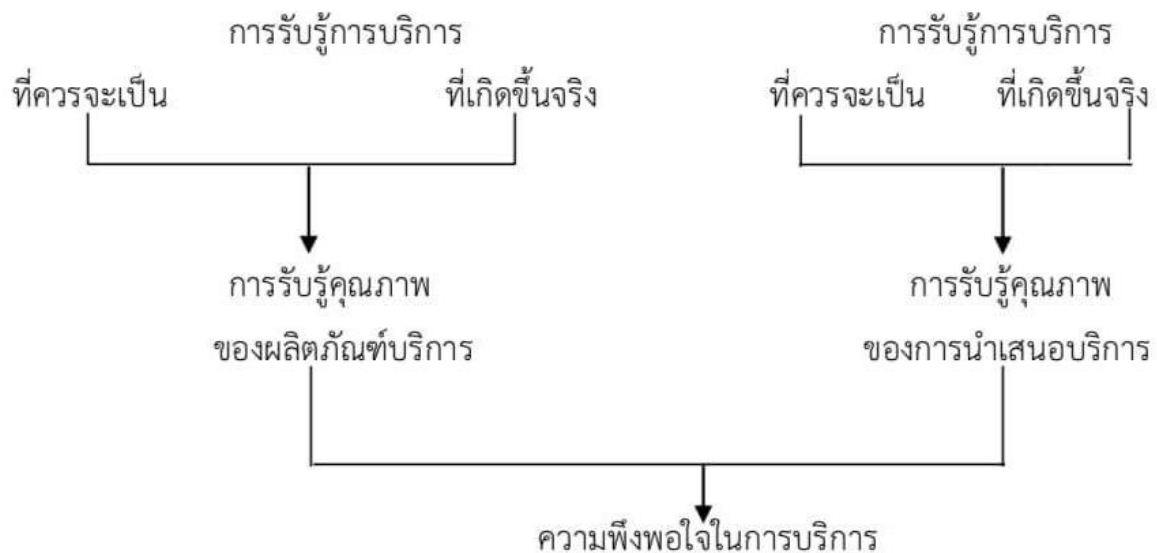 การรับรู้การบริการ
ที่ควรจะเป็น ที่เกิดขึ้นจริง
การรับรู้การบริการ
ที่ควรจะเป็น ที่เกิดขึ้นจริง
การรับรู้คุณภาพ
ของผลิตภัณฑ์บริการ
การรับรู้คุณภาพ
ของการนำเสนอบริการ
ความพึงพอใจในการบริการ